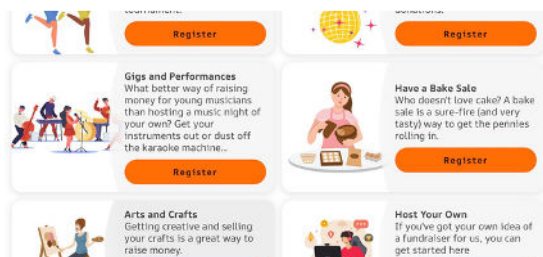 tournament.
Register
donations.
Register
Gigs and Performances
What better way of raising
money for young musicians
than hosting a music night of
your own? Get your
instruments out or dust off
the karaoke machine...
Register
Have a Bake Sale
Who doesn't love cake? A bake
sale is a sure-fire (and very
tasty) way to get the pennies
rolling in.
Register
Arts and Crafts
Getting creative and selling
your crafts is a great way to
raise money.
Host Your Own
If you've got your own idea of
a fundraiser for us, you can
get started here